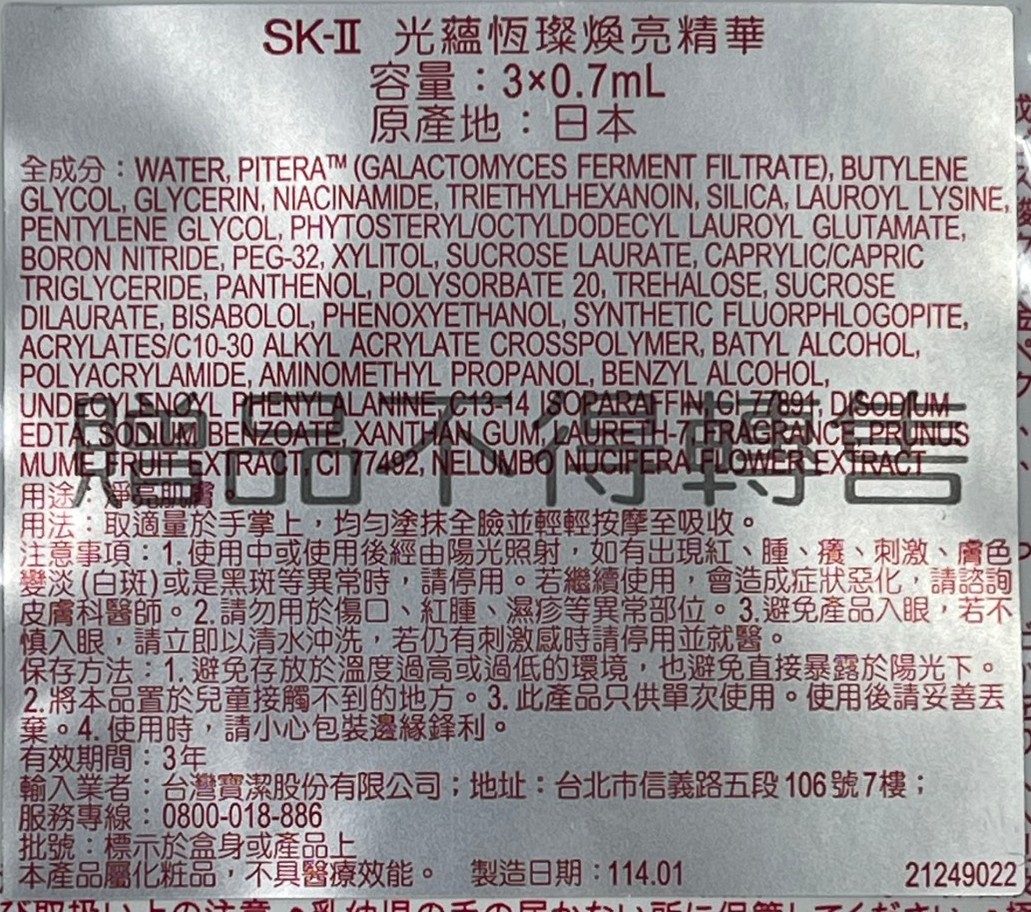 SK-II 光蘊恆璨煥亮精華
容量：3×0.7mL
原產地：日本
全成分：WATER, PITERA™ (GALACTOMYCES FERMENT FILTRATE), BUTYLENE
GLYCOL, GLYCERIN, NIACINAMIDE, TRIETHYLHEXANOIN, SILICA, LAUROYL LYSINE,
PENTYLENE GLYCOL, PHYTOSTERYL/OCTYLDODECYL LAUROYL GLUTAMATE,
BORON NITRIDE, PEG-32, XYLITOL, SUCROSE LAURATE, CAPRYLIC/CAPRIC
TRIGLYCERIDE, PANTHENOL, POLYSORBATE 20, TREHALOSE, SUCROSE
DILAURATE, BISABOLOL, PHENOXYETHANOL, SYNTHETIC FLUORPHLOGOPITE,
ACRYLATES/C10-30 ALKYL ACRYLATE CROSSPOLYMER, BATYL ALCOHOL,
POLYACRYLAMIDE, AMINOMETHYL PROPANOL, BENZYL ALCOHOL,
UNDECYLENOYL PHENYLALANINE, C13-14 ISOPARAFFIN, CI 77891, DISODIUM
EDTA, SODIUM BENZOATE, XANTHAN GUM, LAURETH-7, FRAGRANCE, PRUNUS
MUME FRUIT EXTRACT, CI 77492, NELUMBO NUCIFERA FLOWER EXTRACT
贈品不得轉售
用途：淨亮肌膚。
用法：取適量於手掌上，均勻塗抹全臉並輕輕按摩至吸收。
注意事項：1.使用中或使用後經由陽光照射，如有出現紅、腫、癢、刺激、膚色
變淡(白斑)或是黑斑等異常時，請停用。若繼續使用，會造成症狀惡化，請諮詢
皮膚科醫師。2.請勿用於傷口、紅腫、濕疹等異常部位。3.避免產品入眼，若不
慎入眼，請立即以清水沖洗，若仍有刺激感時請停用並就醫。
保存方法：1.避免存放於溫度過高或過低的環境，也避免直接暴露於陽光下。
2.將本品置於兒童接觸不到的地方。3.此產品只供單次使用。使用後請妥善丟
棄。4.使用時，請小心包裝邊緣鋒利。
有效期間：3年
輸入業者：台灣寶潔股份有限公司；地址：台北市信義路五段106號7樓；
服務專線：0800-018-886
批號：標示於盒身或產品上
本產品屬化粧品，不具醫療效能。 製造日期：114.01 21249022